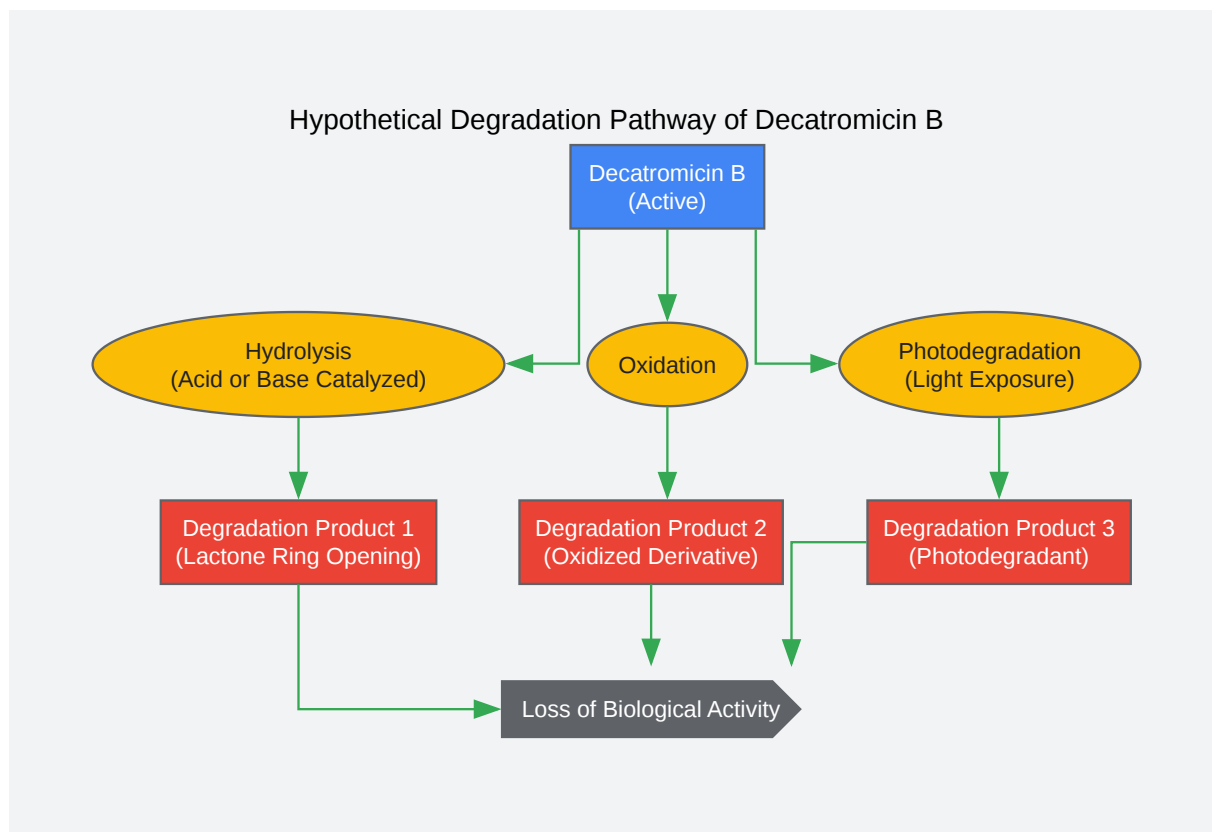 Hypothetical Degradation Pathway of Decatromicin B
Decatromicin B
(Active)
Hydrolysis
(Acid or Base Catalyzed)
Oxidation
Photodegradation
(Light Exposure)
Degradation Product 1
(Lactone Ring Opening)
Degradation Product 2
(Oxidized Derivative)
Degradation Product 3
(Photodegradant)
Loss of Biological Activity